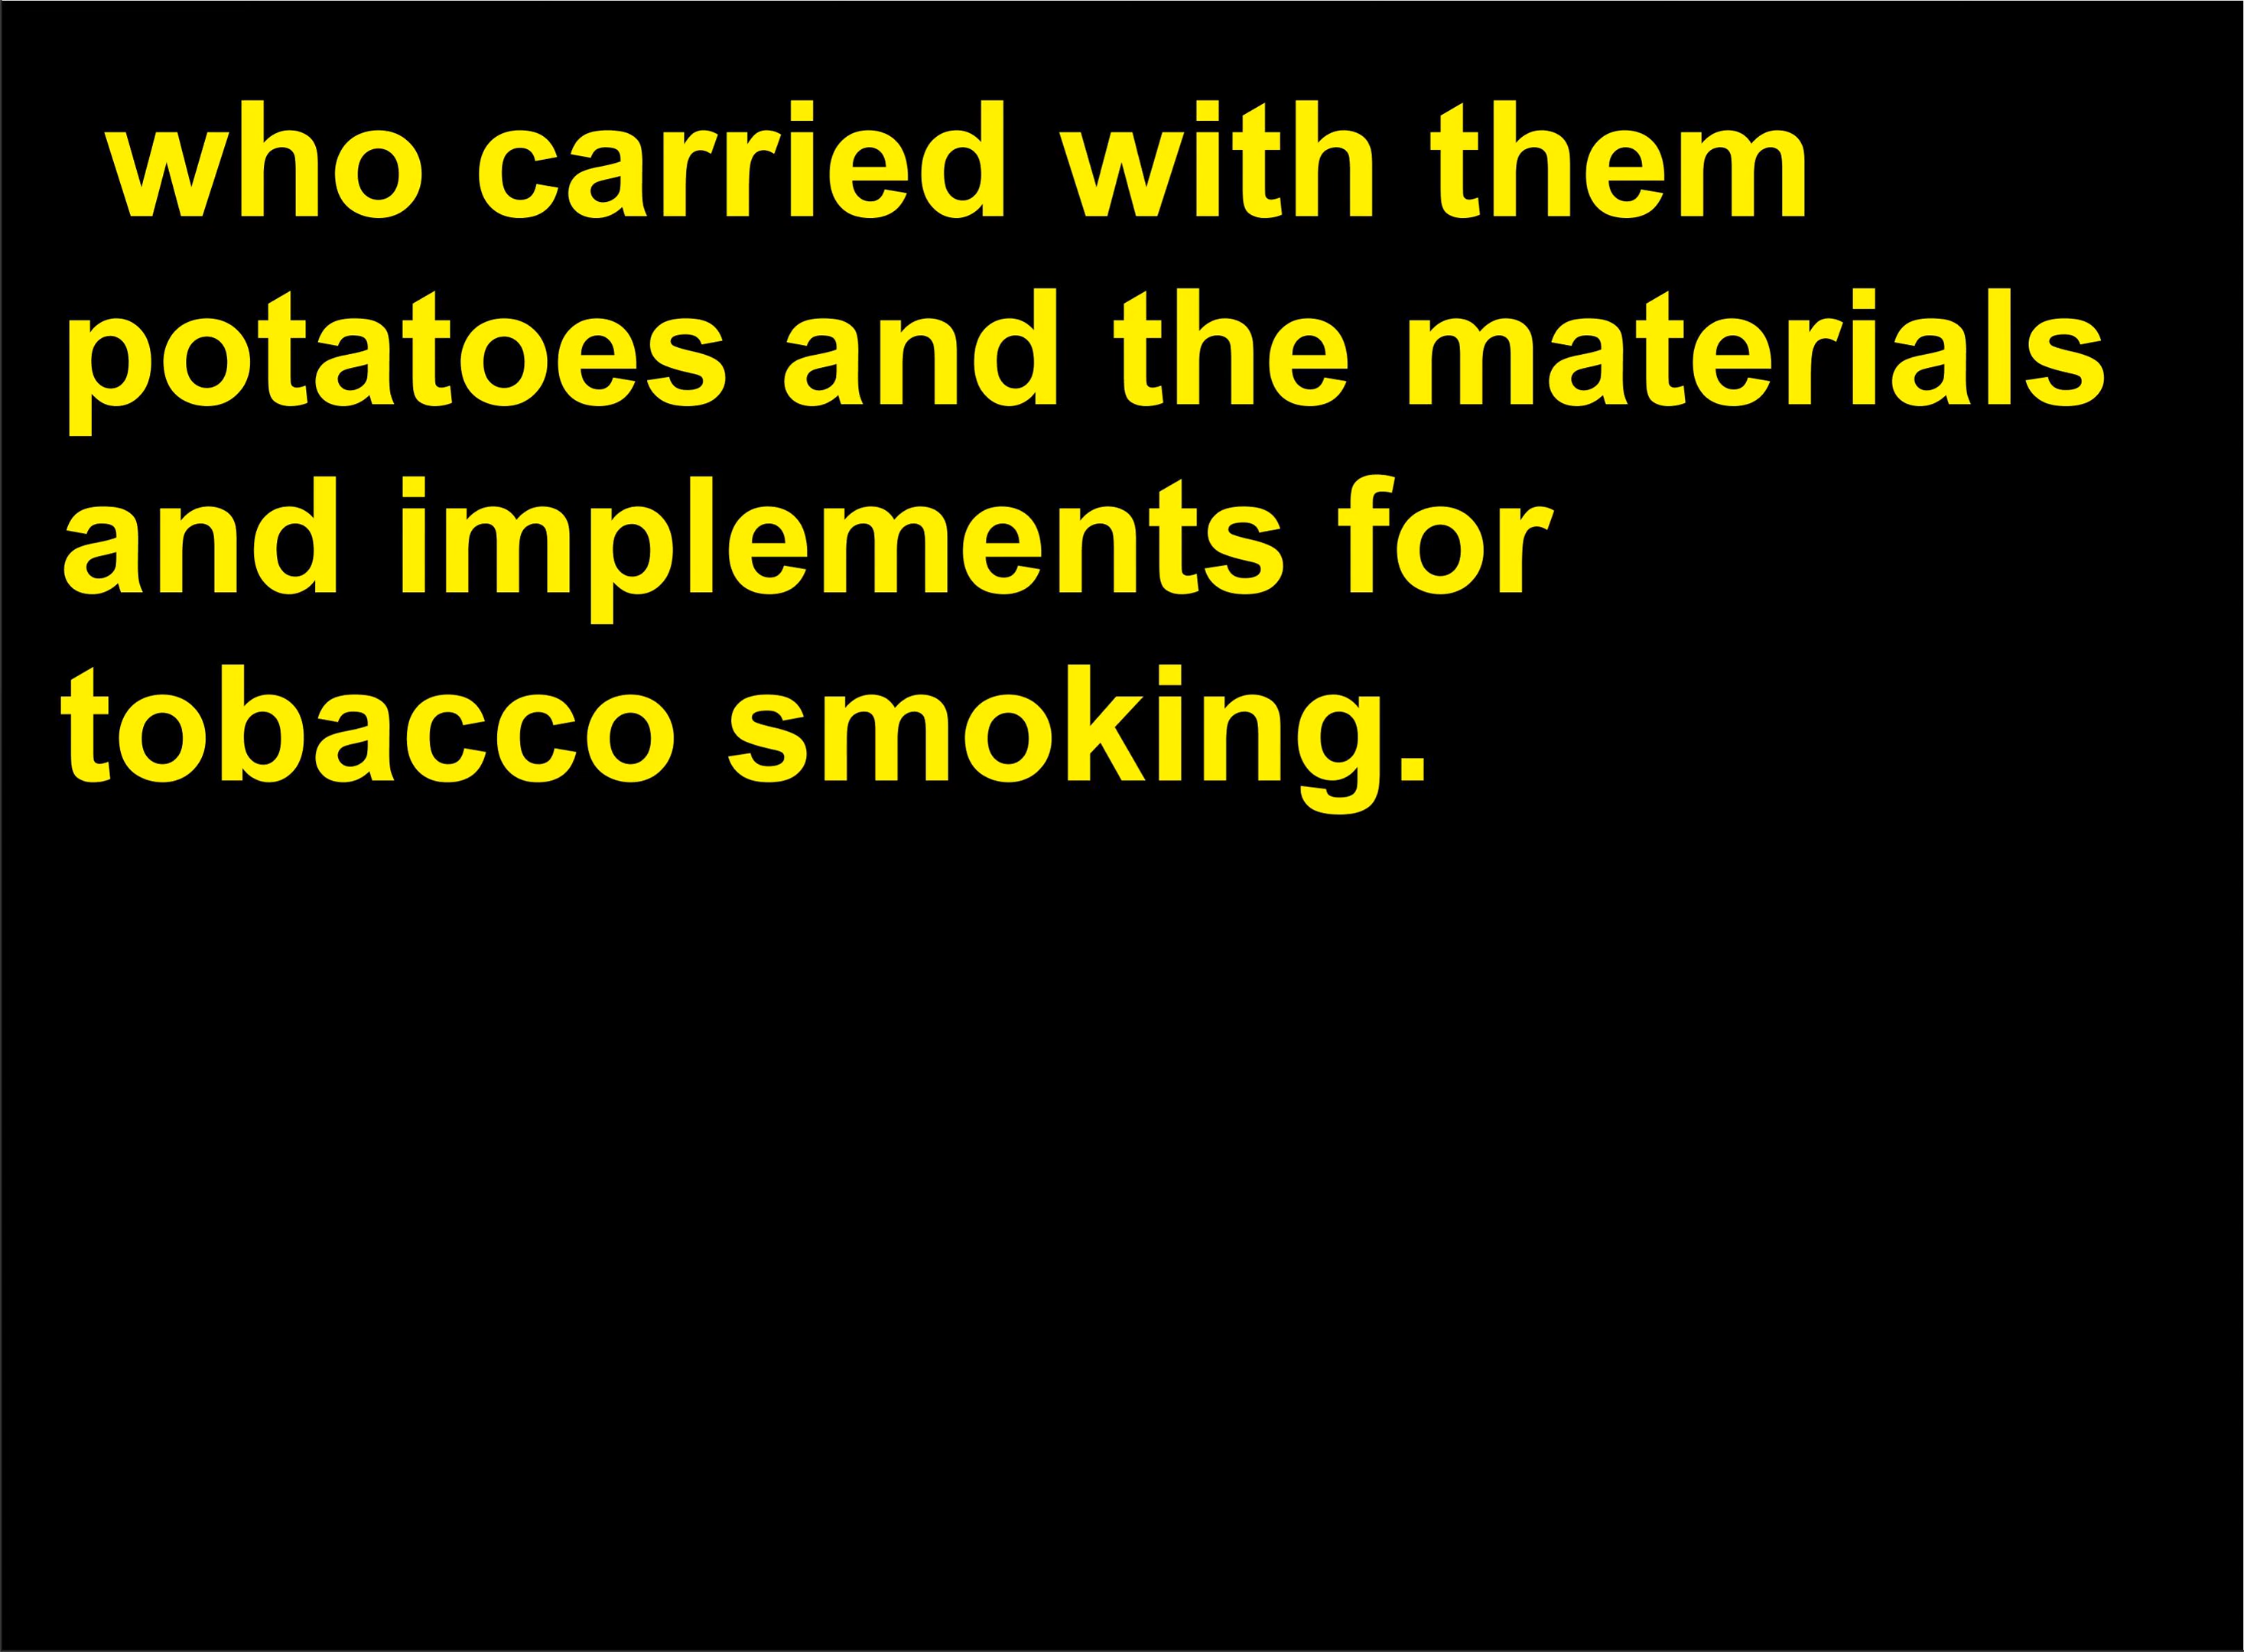 who carried with them
potatoes and the materials
and implements for
tobacco smoking.